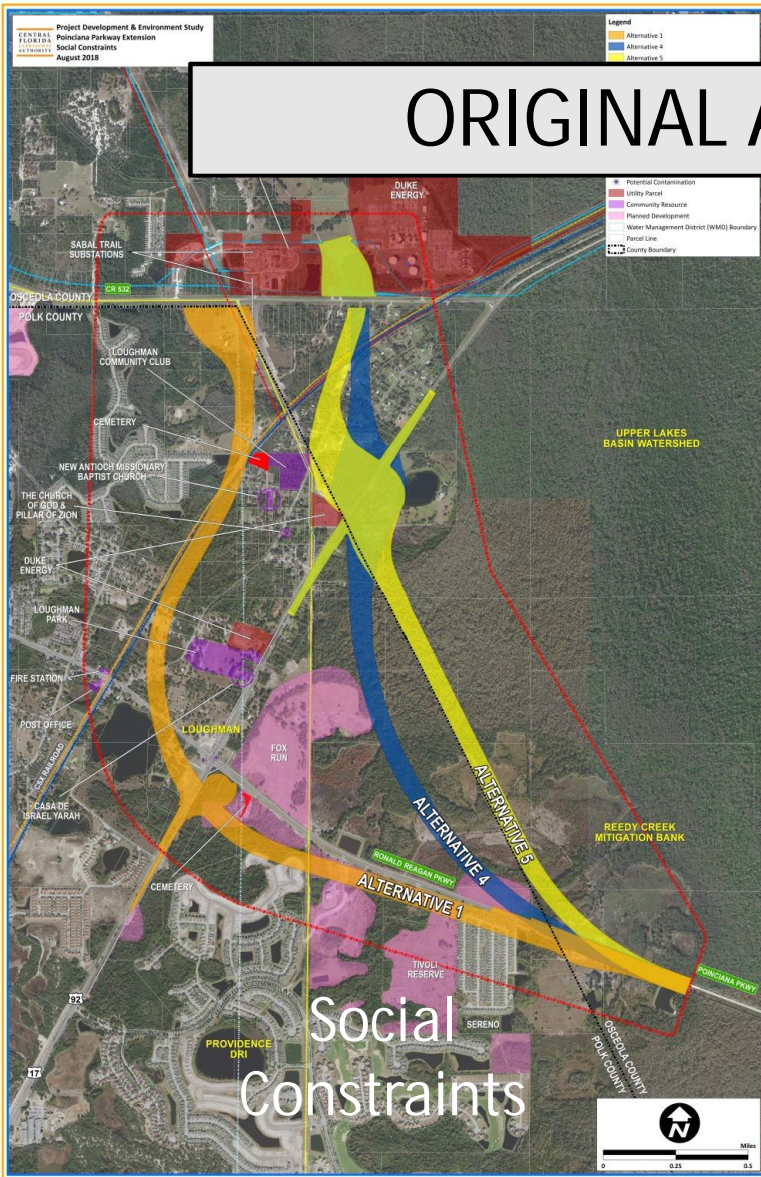 CENTRAL
FLORIDA
EXPRESSWAY
AUTHORITY
Project Development & Environment Study
Poinciana Parkway Extension
Social Constraints
August 2018
Legend
Alternative 1
Alternative 4
Alternative 5
ORIGINAL A
Potential Contamination
Utility Parcel
Community Resource
Planned Development
Water Management District (WMD) Boundary
Parcel Line
County Boundary
DUKE
ENERGY
SABAL TRAIL
SUBSTATIONS
CR 532
OSCEOLA COUNTY
POLK COUNTY
LOUGHMAN
COMMUNITY CLUB
CEMETERY
NEW ANTIOCH MISSIONARY
BAPTIST CHURCH
THE CHURCH
OF GOD &
PILLAR OF ZION
UPPER LAKES
BASIN WATERSHED
DUKE
ENERGY
LOUGHMAN
PARK
FIRE STATION
POST OFFICE
LOUGHMAN
FOX
RUN
CSX RAILROAD
CASA DE
ISRAEL YARAH
CEMETERY
ALTERNATIVE 5
ALTERNATIVE 4
REEDY CREEK
MITIGATION BANK
RONALD REAGAN PKWY
ALTERNATIVE 1
TIVOLI
RESERVE
POINCIANA PKWY
92
SERENO
OSCEOLA COUNTY
POLK COUNTY
PROVIDENCE
DRI
17
Social
Constraints
N
Miles
0 0.25 0.5